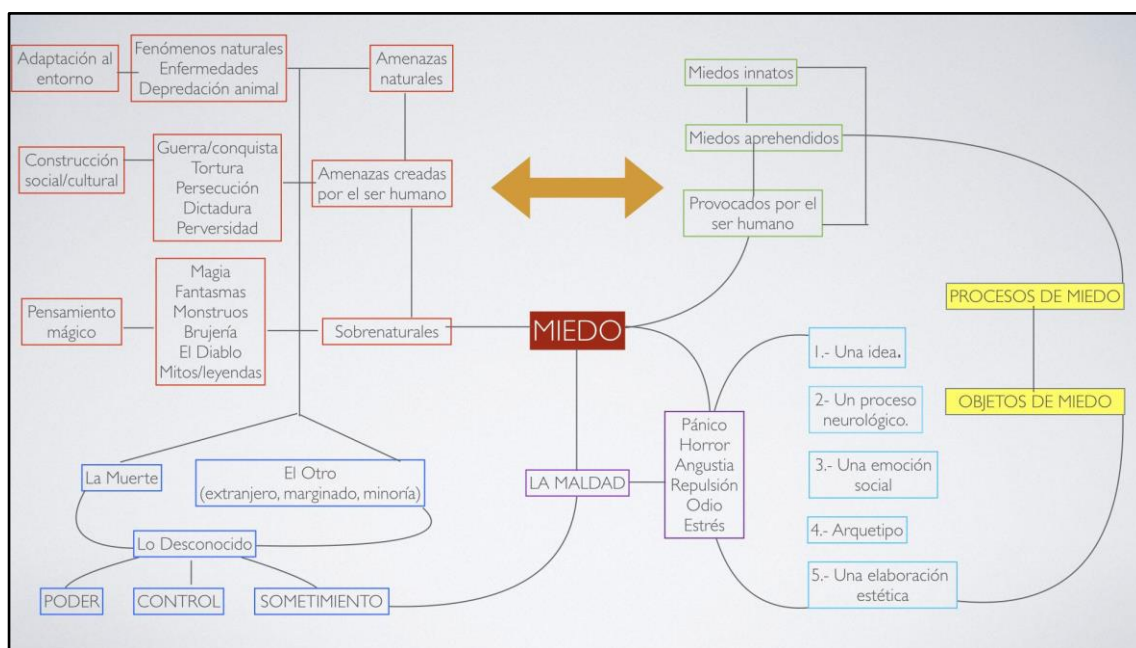 Adaptación al
entorno
Fenómenos naturales
Enfermedades
Depredación animal
Amenazas
naturales
Construcción
social/cultural
Guerra/conquista
Tortura
Persecución
Dictadura
Perversidad
Amenazas creadas
por el ser humano
Pensamiento
mágico
Magia
Fantasmas
Monstruos
Brujería
El Diablo
Mitos/leyendas
Sobrenaturales
MIEDO
Miedos innatos
Miedos aprehendidos
Provocados por el
ser humano
PROCESOS DE MIEDO
OBJETOS DE MIEDO
1.- Una idea.
2- Un proceso
neurológico.
3.- Una emoción
social
4.- Arquetipo
5.- Una elaboración
estética
Pánico
Horror
Angustia
Repulsión
Odio
Estrés
LA MALDAD
La Muerte
El Otro
(extranjero, marginado, minoría)
Lo Desconocido
PODER
CONTROL
SOMETIMIENTO